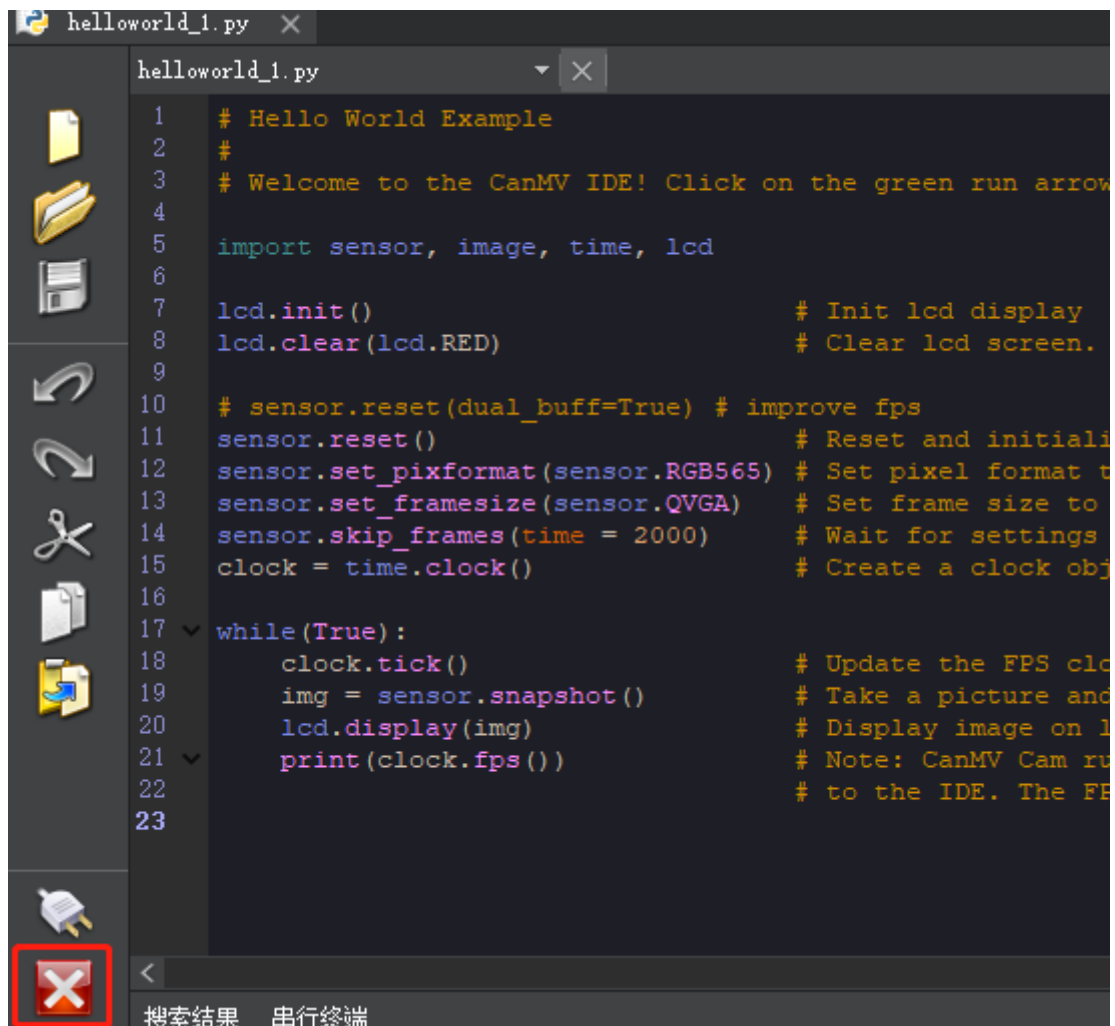 helloworld_1.py
helloworld_1.py
1 # Hello World Example
2 #
3 # Welcome to the CanMV IDE! Click on the green run arrow
4
5 import sensor, image, time, lcd
6
7 lcd.init() # Init lcd display
8 lcd.clear(lcd.RED) # Clear lcd screen.
9
10 # sensor.reset(dual_buff=True) # improve fps
11 sensor.reset() # Reset and initiali
12 sensor.set_pixformat(sensor.RGB565) # Set pixel format t
13 sensor.set_framesize(sensor.QVGA) # Set frame size to
14 sensor.skip_frames(time = 2000) # Wait for settings
15 clock = time.clock() # Create a clock obj
16
17 while(True):
18 clock.tick() # Update the FPS clo
19 img = sensor.snapshot() # Take a picture and
20 lcd.display(img) # Display image on l
21 print(clock.fps()) # Note: CanMV Cam ru
22 # to the IDE. The FP
23
搜索结果 串行终端